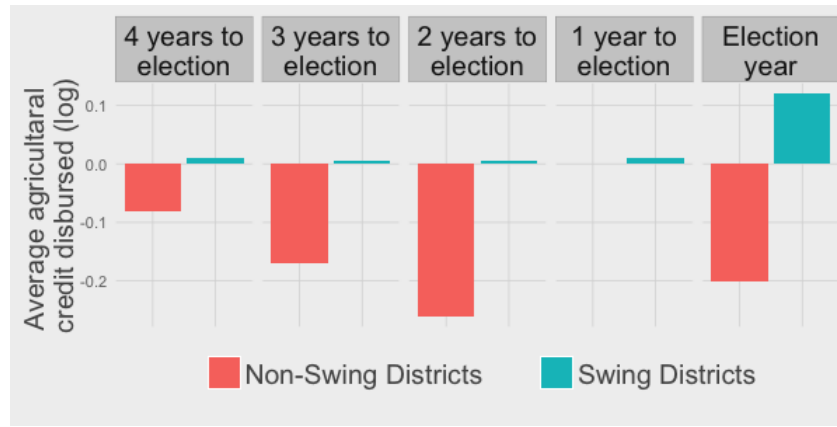 4 years to
election
3 years to
election
2 years to
election
1 year to
election
Election
year
Average agricultaral
credit disbursed (log)
0.1
0.0
-0.1
-0.2
Non-Swing Districts
Swing Districts